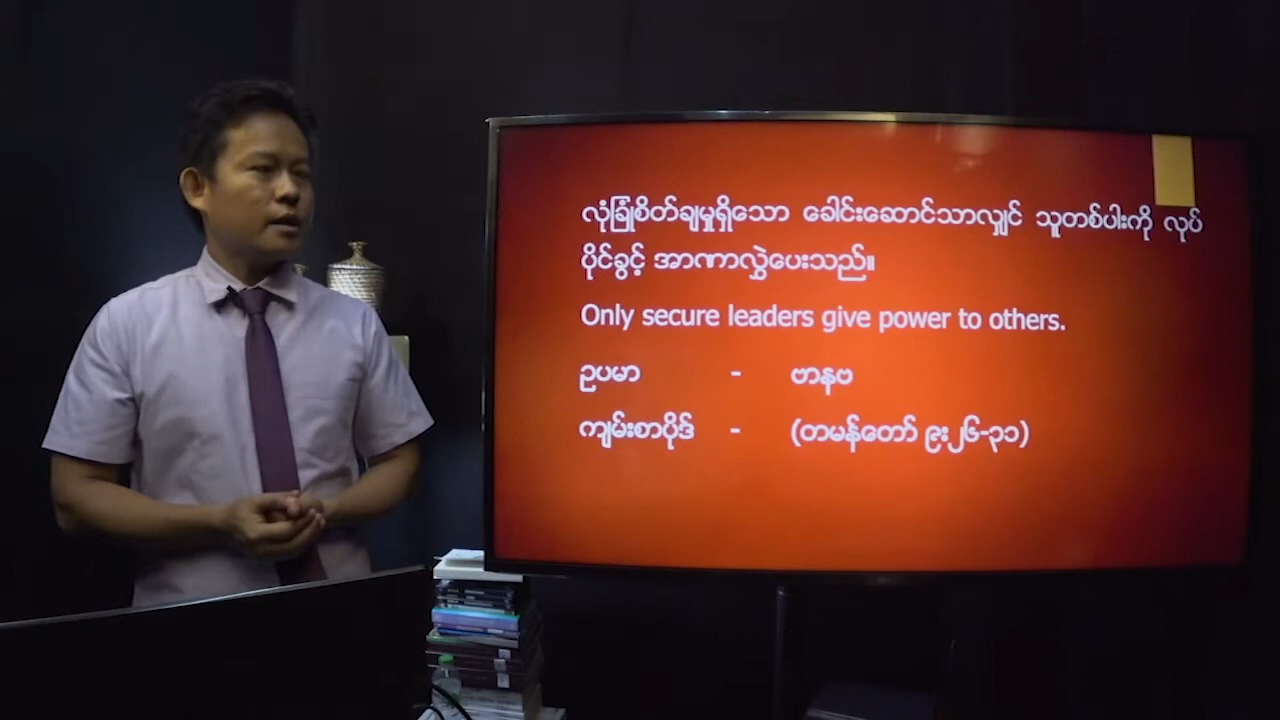 လုံခြုံစိတ်ချမှုရှိသော ခေါင်းဆောင်သာလျှင် သူတစ်ပါးကို လုပ်
ပိုင်ခွင့် အာဏာလွှဲပေးသည်။
Only secure leaders give power to others.
ဥပမာ - ဗာနဗ
ကျမ်းစာပိုဒ် - (တမန်တော် ၉း၂၆-၃၁)